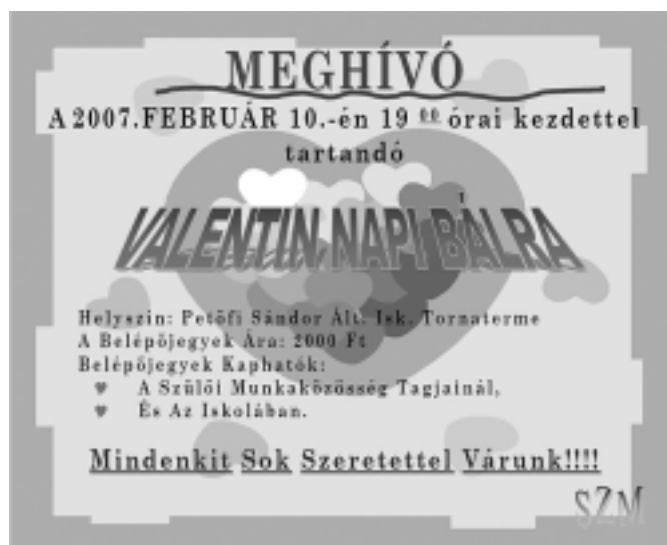 MEGHÍVÓ
A 2007.FEBRUÁR 10.-én 19 00 órai kezdettel
tartandó
VALENTIN NAPI BÁLRA
Helyszín: Petőfi Sándor Ált. Isk. Tornaterme
A Belépőjegyek Ára: 2000 Ft
Belépőjegyek Kaphatók:
A Szülői Munkaközösség Tagjainál,
És Az Iskolában.
Mindenkit Sok Szeretettel Várunk!!!!
SZM